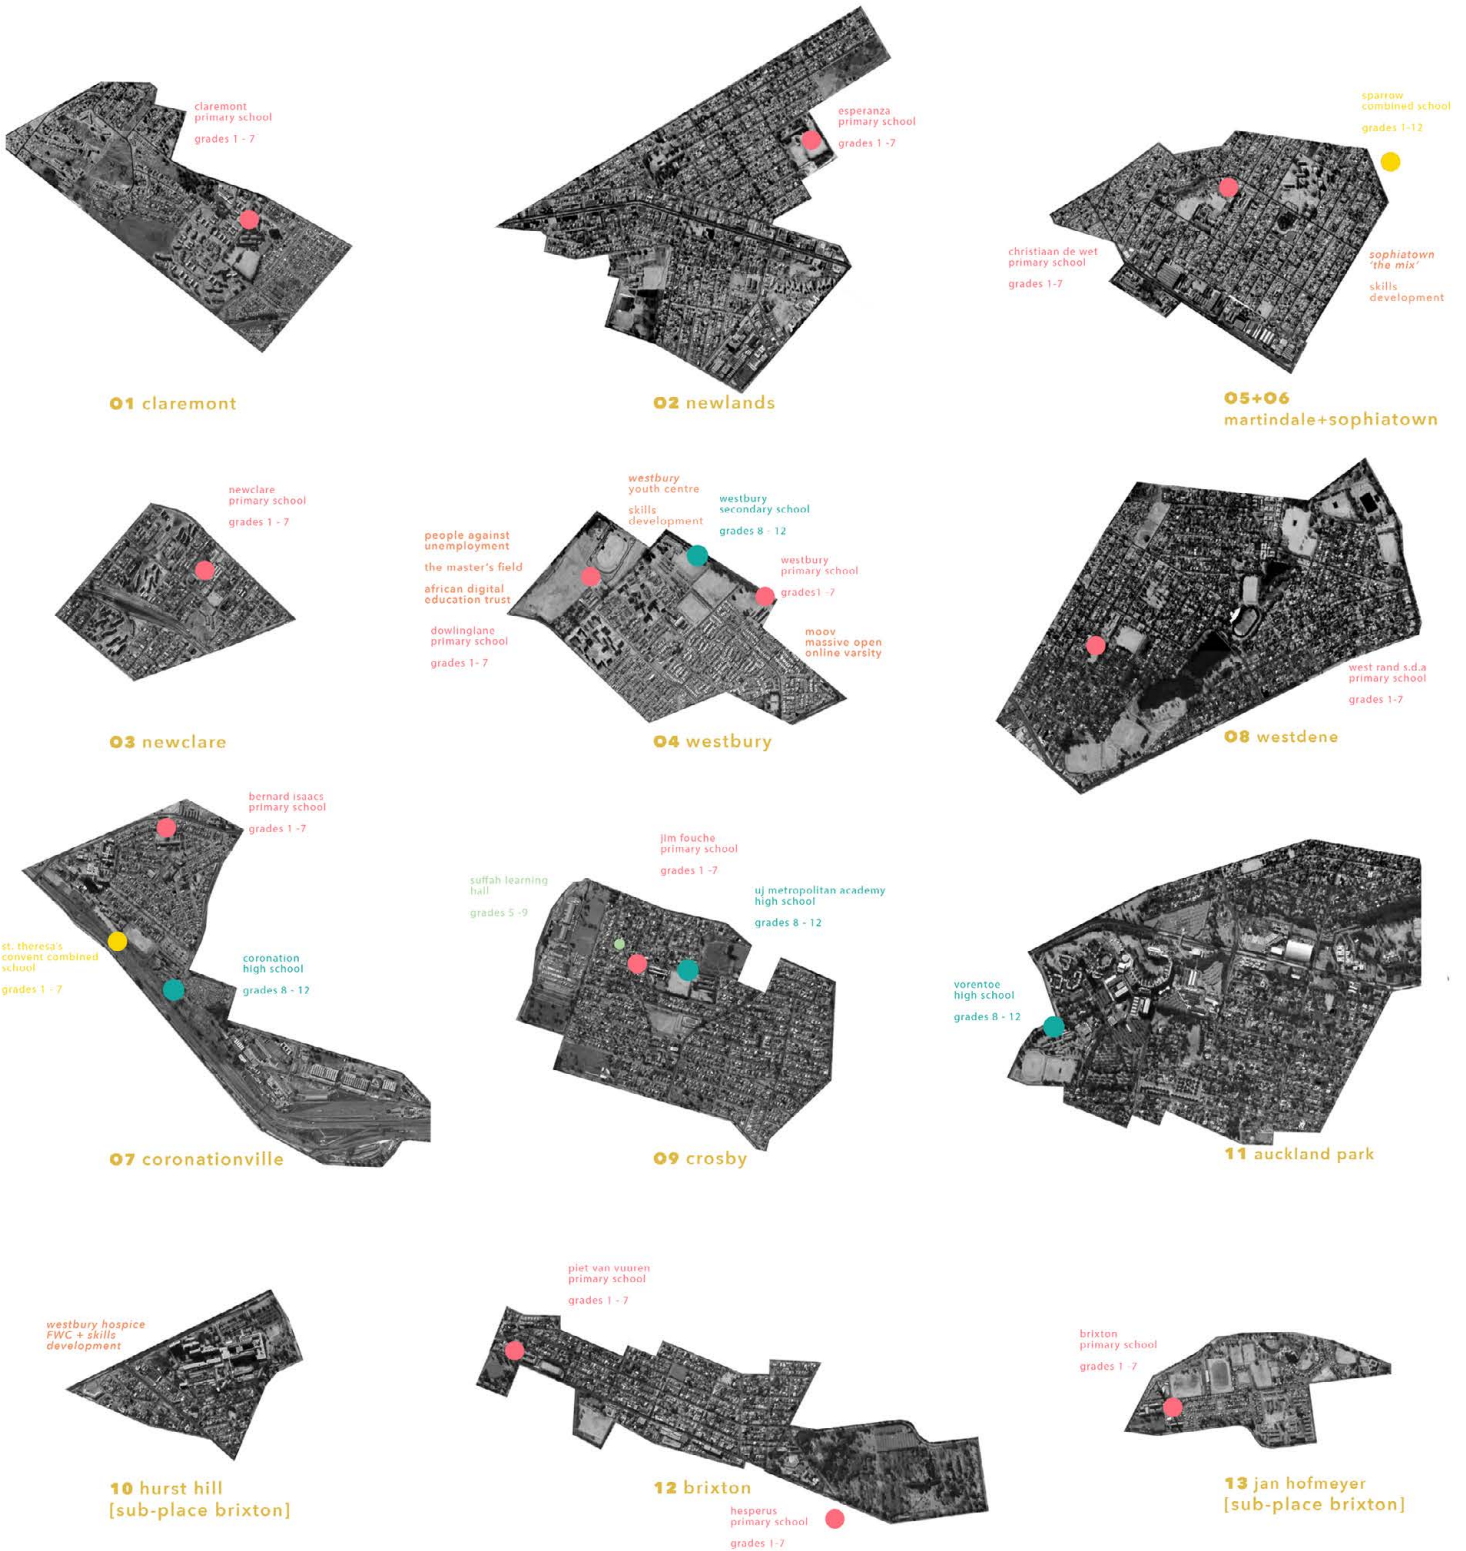 claremont
primary school
grades 1 - 7
O1 claremont
esperanza
primary school
grades 1 -7
O2 newlands
sparrow
combined school
grades 1-12
christiaan de wet
primary school
grades 1-7
sophiatown
'the mix'
skills
development
O5+O6
martindale+sophiatown
newclare
primary school
grades 1 - 7
O3 newclare
westbury
youth centre
skills
development
westbury
secondary school
grades 8 - 12
people against
unemployment
the master's field
african digital
education trust
westbury
primary school
grades1 -7
dowlinglane
primary school
grades 1- 7
moov
massive open
online varsity
O4 westbury
west rand s.d.a
primary school
grades 1-7
O8 westdene
bernard isaacs
primary school
grades 1 -7
st. theresa's
convent combined
school
grades 1 - 7
coronation
high school
grades 8 - 12
O7 coronationville
jim fouche
primary school
grades 1 -7
suffah learning
hall
grades 5 -9
uj metropolitan academy
high school
grades 8 - 12
O9 crosby
vorentoe
high school
grades 8 - 12
11 auckland park
westbury hospice
FWC + skills
development
10 hurst hill
[sub-place brixton]
piet van vuuren
primary school
grades 1 - 7
12 brixton
hesperus
primary school
grades 1-7
brixton
primary school
grades 1 -7
13 jan hofmeyer
[sub-place brixton]